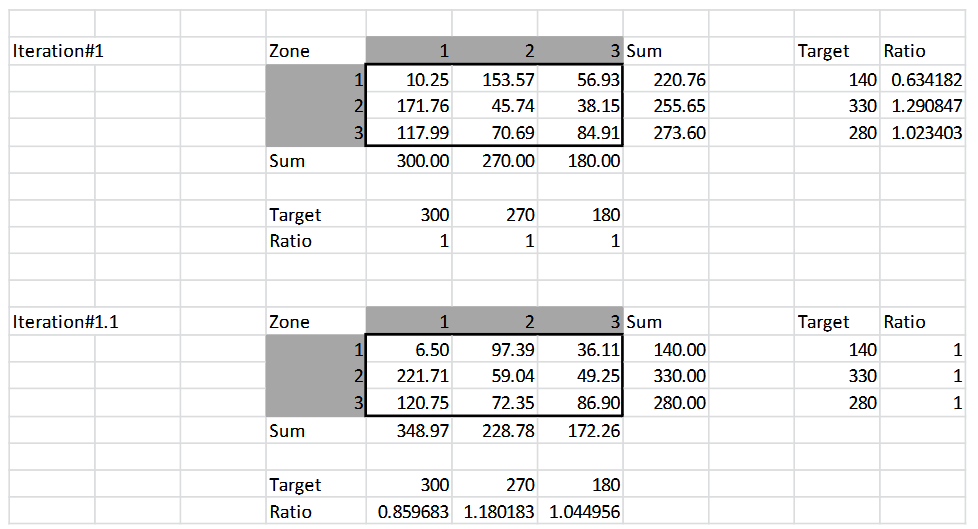 Iteration#1 Zone 1 2 3 Sum Target Ratio
1 10.25 153.57 56.93 220.76 140 0.634182
2 171.76 45.74 38.15 255.65 330 1.290847
3 117.99 70.69 84.91 273.60 280 1.023403
Sum 300.00 270.00 180.00
Target 300 270 180
Ratio 1 1 1
Iteration#1.1 Zone 1 2 3 Sum Target Ratio
1 6.50 97.39 36.11 140.00 140 1
2 221.71 59.04 49.25 330.00 330 1
3 120.75 72.35 86.90 280.00 280 1
Sum 348.97 228.78 172.26
Target 300 270 180
Ratio 0.859683 1.180183 1.044956